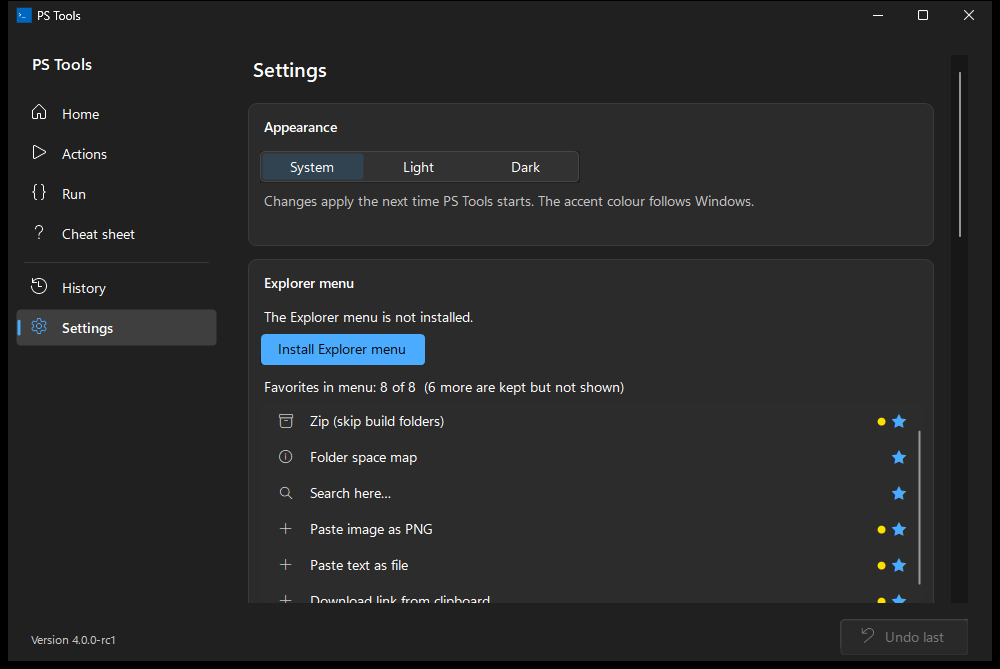 PS Tools
PS Tools
Home
Actions
Run
Cheat sheet
History
Settings
Version 4.0.0-rc1
Settings
Appearance
System Light Dark
Changes apply the next time PS Tools starts. The accent colour follows Windows.
Explorer menu
The Explorer menu is not installed.
Install Explorer menu
Favorites in menu: 8 of 8 (6 more are kept but not shown)
Zip (skip build folders)
Folder space map
Search here...
Paste image as PNG
Paste text as file
Download link from clipboard
Undo last